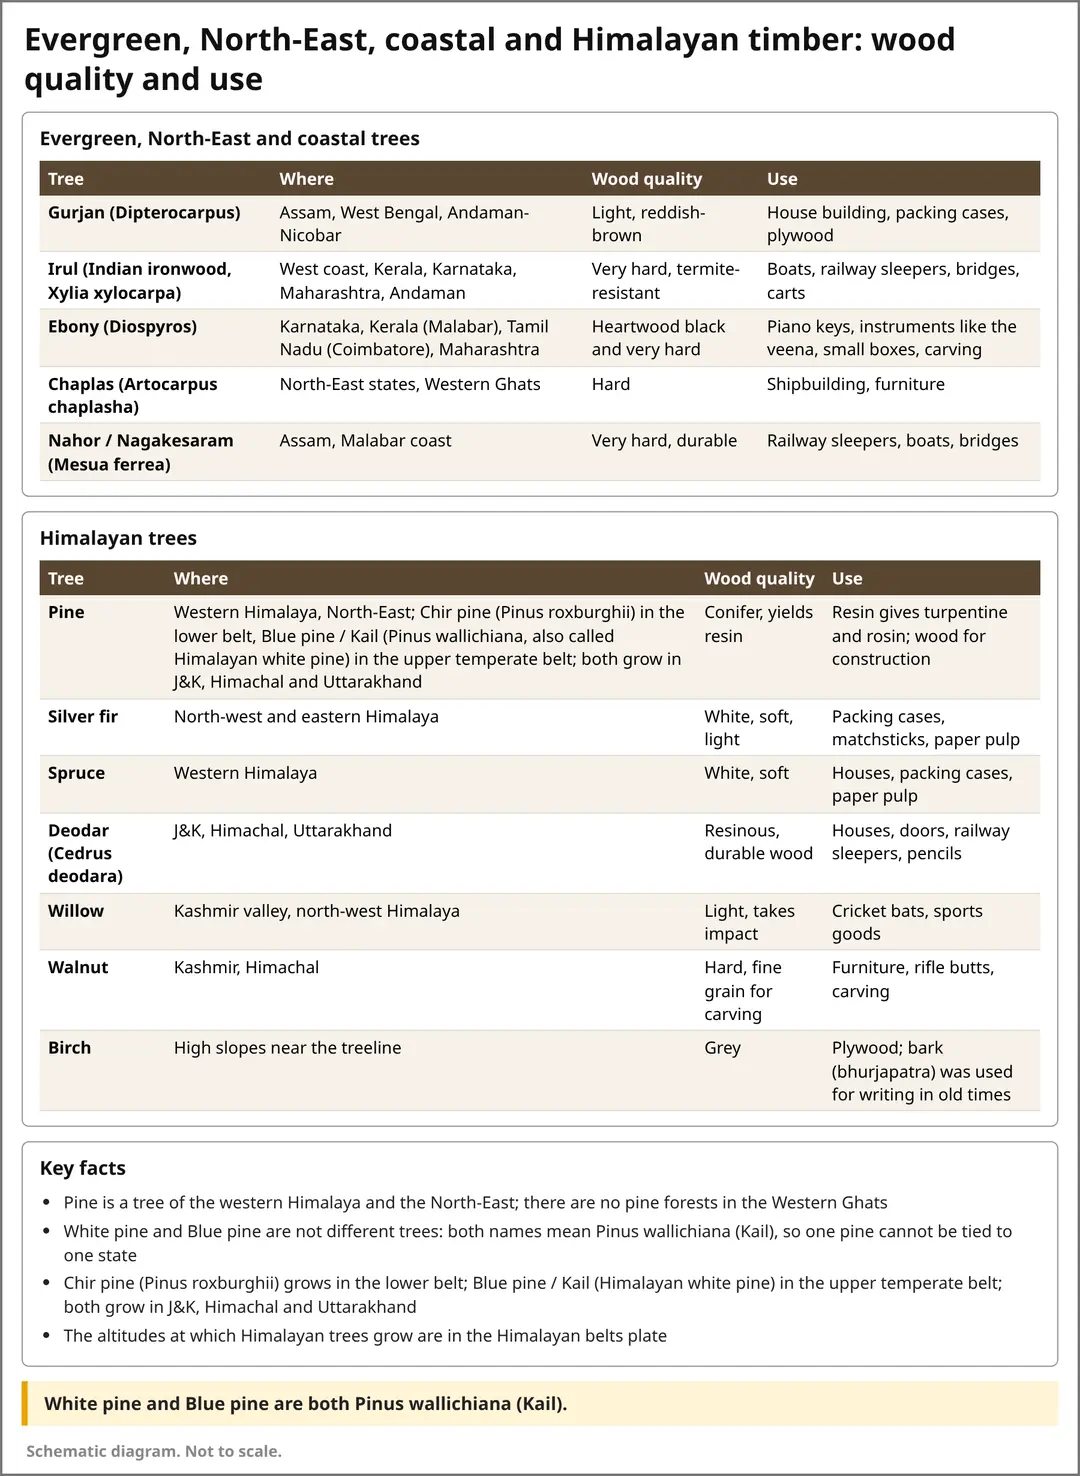 Evergreen, North-East, coastal and Himalayan timber: wood
quality and use
Evergreen, North-East and coastal trees
Tree Where Wood quality Use
Gurjan (Dipterocarpus) Assam, West Bengal, Andaman-Nicobar Light, reddish-brown House building, packing cases, plywood
Irul (Indian ironwood, Xylia xylocarpa) West coast, Kerala, Karnataka, Maharashtra, Andaman Very hard, termite-resistant Boats, railway sleepers, bridges, carts
Ebony (Diospyros) Karnataka, Kerala (Malabar), Tamil Nadu (Coimbatore), Maharashtra Heartwood black and very hard Piano keys, instruments like the veena, small boxes, carving
Chaplas (Artocarpus chaplasha) North-East states, Western Ghats Hard Shipbuilding, furniture
Nahor / Nagakesaram (Mesua ferrea) Assam, Malabar coast Very hard, durable Railway sleepers, boats, bridges
Himalayan trees
Tree Where Wood quality Use
Pine Western Himalaya, North-East; Chir pine (Pinus roxburghii) in the lower belt, Blue pine / Kail (Pinus wallichiana, also called Himalayan white pine) in the upper temperate belt; both grow in J&K, Himachal and Uttarakhand Conifer, yields resin Resin gives turpentine and rosin; wood for construction
Silver fir North-west and eastern Himalaya White, soft, light Packing cases, matchsticks, paper pulp
Spruce Western Himalaya White, soft Houses, packing cases, paper pulp
Deodar (Cedrus deodara) J&K, Himachal, Uttarakhand Resinous, durable wood Houses, doors, railway sleepers, pencils
Willow Kashmir valley, north-west Himalaya Light, takes impact Cricket bats, sports goods
Walnut Kashmir, Himachal Hard, fine grain for carving Furniture, rifle butts, carving
Birch High slopes near the treeline Grey Plywood; bark (bhurjapatra) was used for writing in old times
Key facts
• Pine is a tree of the western Himalaya and the North-East; there are no pine forests in the Western Ghats
• White pine and Blue pine are not different trees: both names mean Pinus wallichiana (Kail), so one pine cannot be tied to
one state
• Chir pine (Pinus roxburghii) grows in the lower belt; Blue pine / Kail (Himalayan white pine) in the upper temperate belt;
both grow in J&K, Himachal and Uttarakhand
• The altitudes at which Himalayan trees grow are in the Himalayan belts plate
White pine and Blue pine are both Pinus wallichiana (Kail).
Schematic diagram. Not to scale.